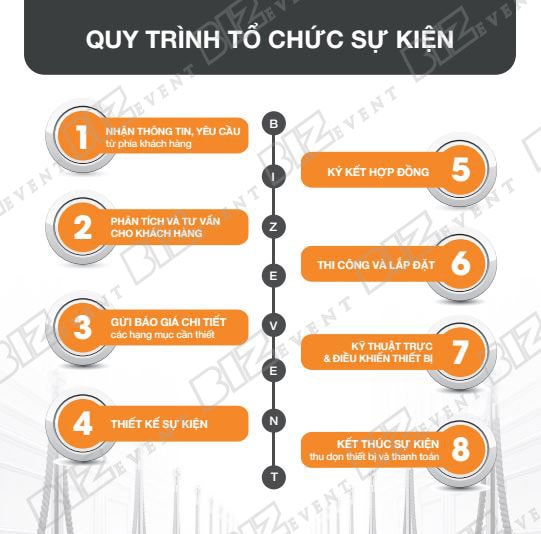 QUY TRÌNH TỔ CHỨC SỰ KIỆN
1
NHẬN THÔNG TIN, YÊU CẦU
từ phía khách hàng
2
PHÂN TÍCH VÀ TƯ VẤN
CHO KHÁCH HÀNG
3
GỬI BÁO GIÁ CHI TIẾT
các hạng mục cần thiết
4
THIẾT KẾ SỰ KIỆN
B
I
Z
E
V
E
N
T
KÝ KẾT HỢP ĐỒNG
5
THI CÔNG VÀ LẮP ĐẶT
6
KỸ THUẬT TRỰC
& ĐIỀU KHIỂN THIẾT BỊ
7
KẾT THÚC SỰ KIỆN
thu dọn thiết bị và thanh toán
8
BIZ EVENT